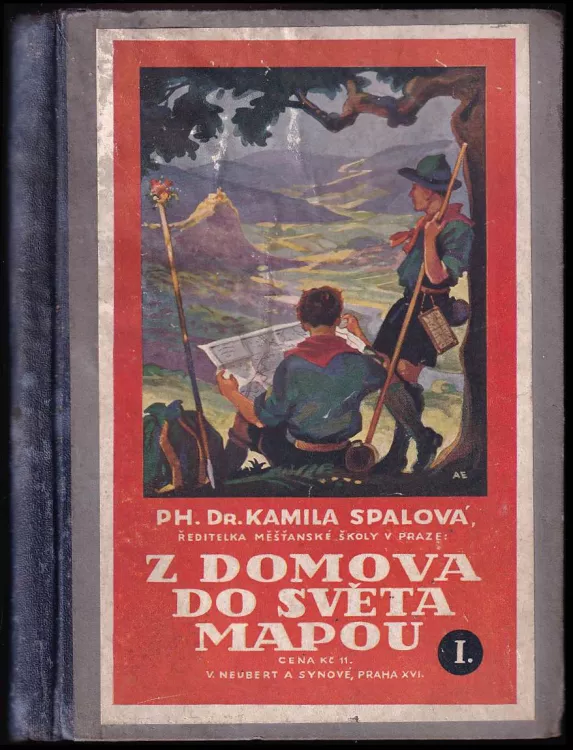 AE
PH. DR. KAMILA SPALOVÁ,
ŘEDITELKA MĚŠŤANSKÉ ŠKOLY V PRAZE:
Z DOMOVA
DO SVĚTA
MAPOU
I.
CENA KČ 11.
V. NEUBERT A SYNOVÉ, PRAHA XVI.